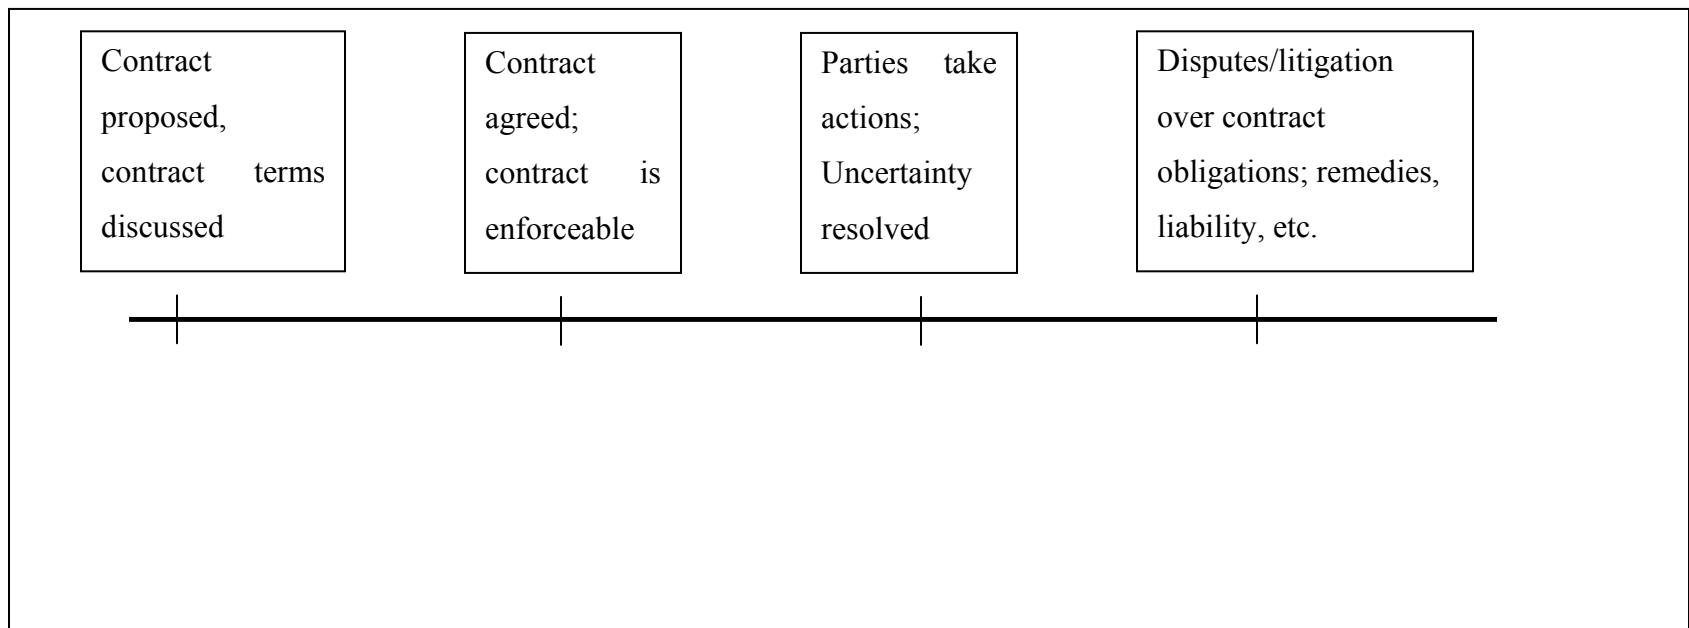 Contract
proposed,
contract terms
discussed
Contract
agreed;
contract is
enforceable
Parties take
actions;
Uncertainty
resolved
Disputes/litigation
over contract
obligations; remedies,
liability, etc.